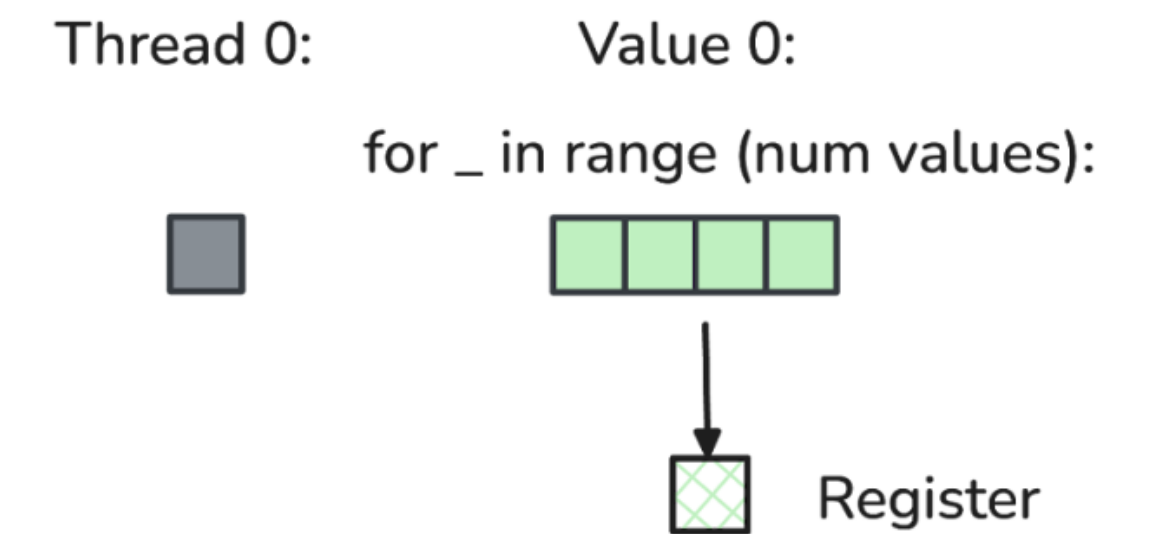 Thread 0:
Value 0:
for _ in range (num values):
Register